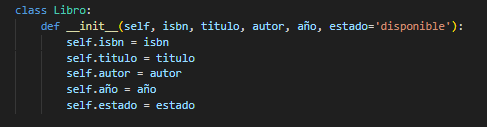 class Libro:
    def __init__(self, isbn, titulo, autor, año, estado='disponible'):
        self.isbn = isbn
        self.titulo = titulo
        self.autor = autor
        self.año = año
        self.estado = estado